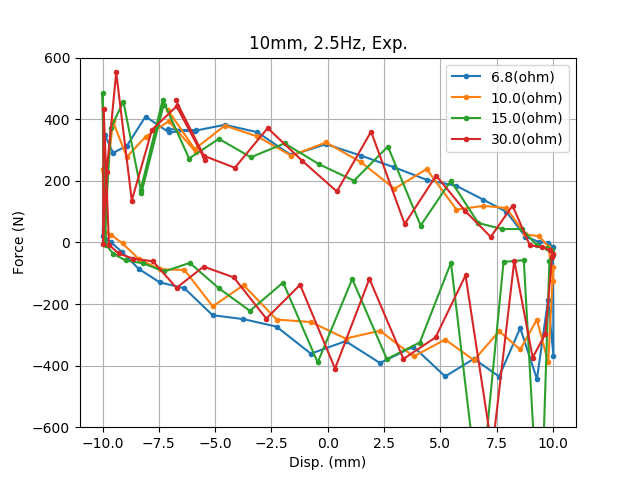 10mm, 2.5Hz, Exp.
600
400
200
0
−200
−400
−600
Force (N)
6.8(ohm)
10.0(ohm)
15.0(ohm)
30.0(ohm)
−10.0 −7.5 −5.0 −2.5 0.0 2.5 5.0 7.5 10.0
Disp. (mm)